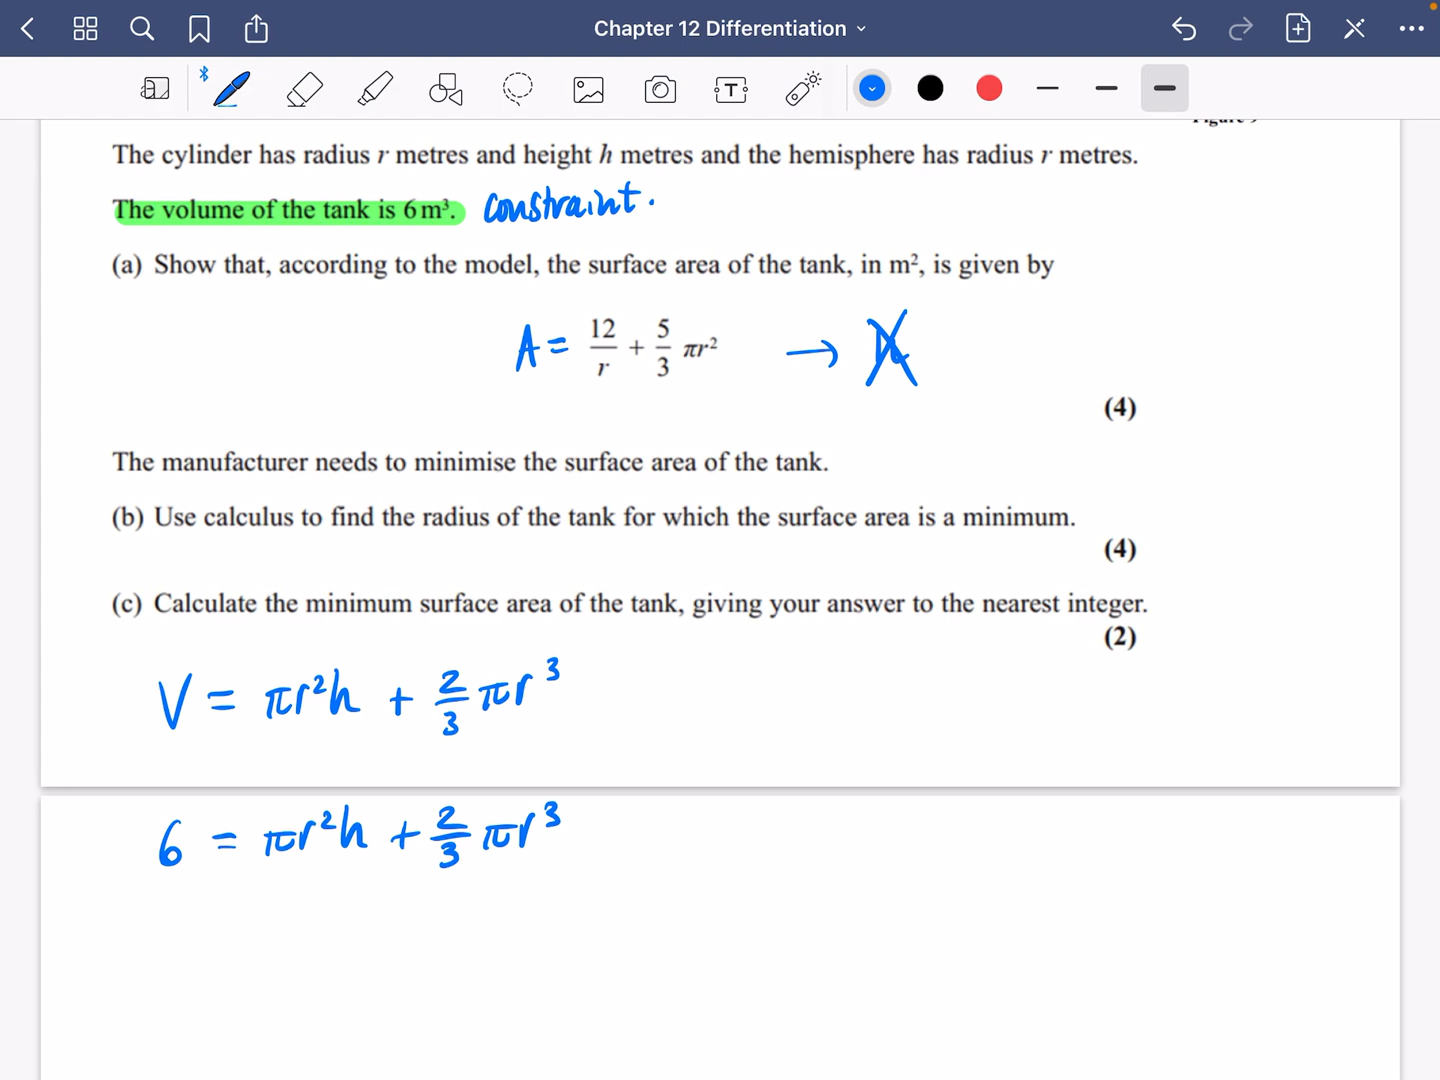 Chapter 12 Differentiation
The cylinder has radius r metres and height h metres and the hemisphere has radius r metres.
The volume of the tank is 6 m³. constraint.
(a) Show that, according to the model, the surface area of the tank, in m², is given by
A = 12/r + 5/3 πr² →
(4)
The manufacturer needs to minimise the surface area of the tank.
(b) Use calculus to find the radius of the tank for which the surface area is a minimum.
(4)
(c) Calculate the minimum surface area of the tank, giving your answer to the nearest integer.
(2)
V = πr²h + 2/3 πr³
6 = πr²h + 2/3 πr³